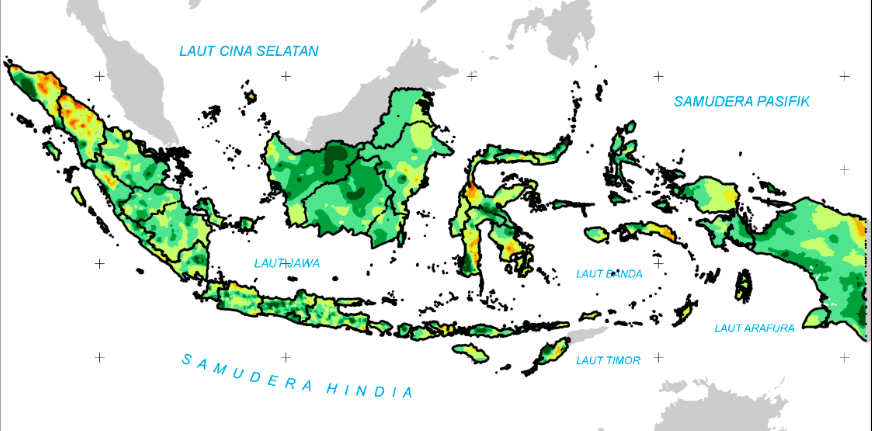 LAUT CINA SELATAN
SAMUDERA PASIFIK
LAUT JAWA
LAUT BANDA
LAUT ARAFURA
LAUT TIMOR
SAMUDERA HINDIA